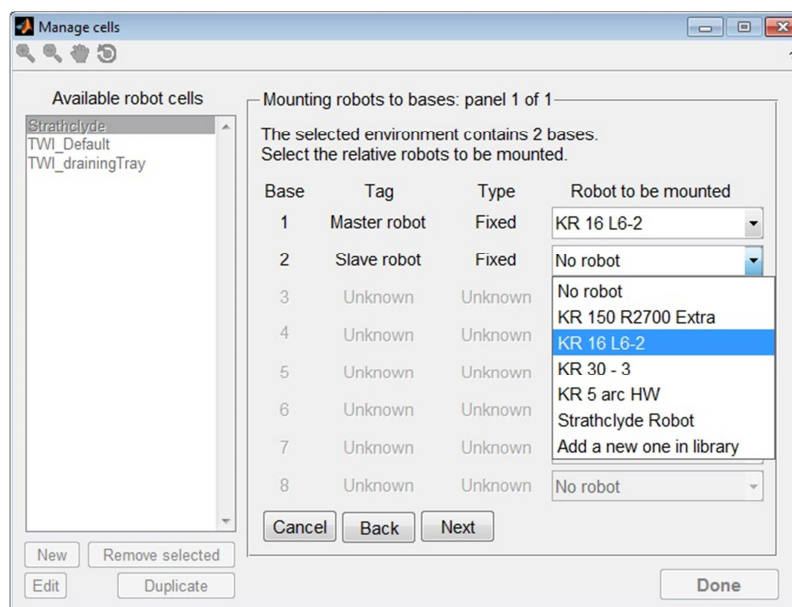 Manage cells
Available robot cells
Strathclyde
TWI_Default
TWI_drainingTray
New
Remove selected
Edit
Duplicate
Mounting robots to bases: panel 1 of 1
The selected environment contains 2 bases.
Select the relative robots to be mounted.
Base Tag Type Robot to be mounted
1 Master robot Fixed KR 16 L6-2
2 Slave robot Fixed No robot
3 Unknown Unknown
4 Unknown Unknown
5 Unknown Unknown
6 Unknown Unknown
7 Unknown Unknown
8 Unknown Unknown No robot
No robot
KR 150 R2700 Extra
KR 16 L6-2
KR 30 - 3
KR 5 arc HW
Strathclyde Robot
Add a new one in library
Cancel Back Next
Done